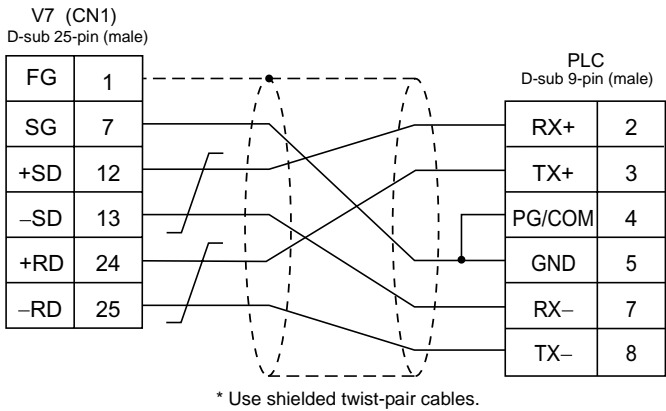 V7 (CN1)
D-sub 25-pin (male)
FG 1
SG 7
+SD 12
–SD 13
+RD 24
–RD 25
PLC
D-sub 9-pin (male)
RX+ 2
TX+ 3
PG/COM 4
GND 5
RX– 7
TX– 8
* Use shielded twist-pair cables.